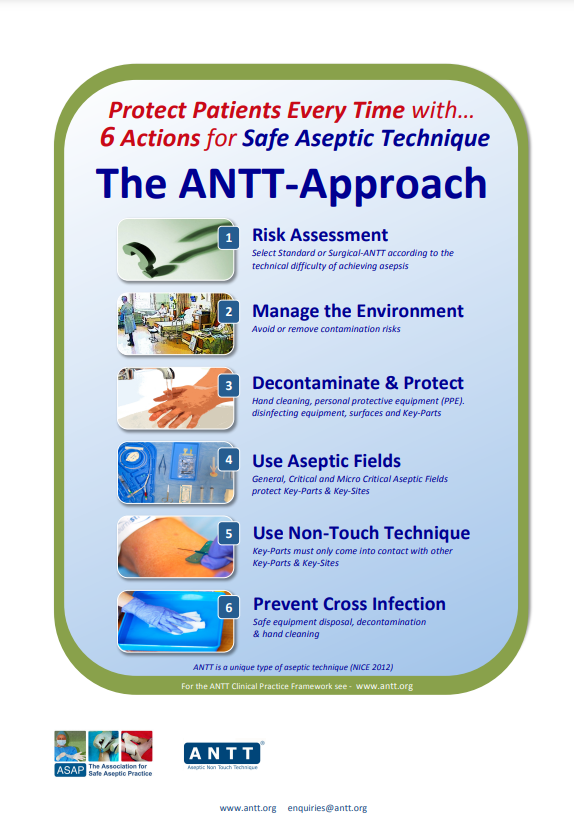 Protect Patients Every Time with...
6 Actions for Safe Aseptic Technique
The ANTT-Approach
1
Risk Assessment
Select Standard or Surgical-ANTT according to the
technical difficulty of achieving asepsis
2
Manage the Environment
Avoid or remove contamination risks
3
Decontaminate & Protect
Hand cleaning, personal protective equipment (PPE).
disinfecting equipment, surfaces and Key-Parts
4
Use Aseptic Fields
General, Critical and Micro Critical Aseptic Fields
protect Key-Parts & Key-Sites
5
Use Non-Touch Technique
Key-Parts must only come into contact with other
Key-Parts & Key-Sites
6
Prevent Cross Infection
Safe equipment disposal, decontamination
& hand cleaning
ANTT is a unique type of aseptic technique (NICE 2012)
For the ANTT Clinical Practice Framework see - www.antt.org
ASAP The Association for
Safe Aseptic Practice
ANTT®
Aseptic Non Touch Technique
www.antt.org enquiries@antt.org